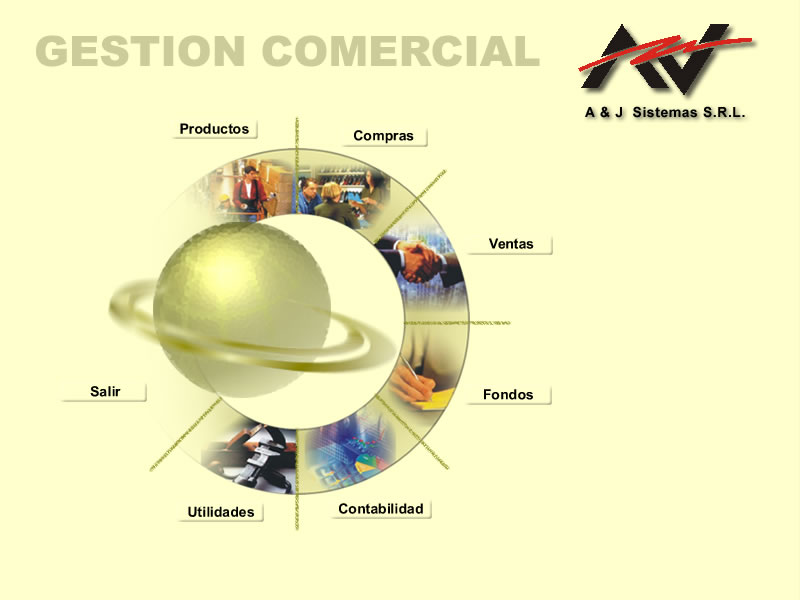 GESTION COMERCIAL
A & J Sistemas S.R.L.
Productos
Compras
Ventas
Salir
Fondos
Utilidades
Contabilidad